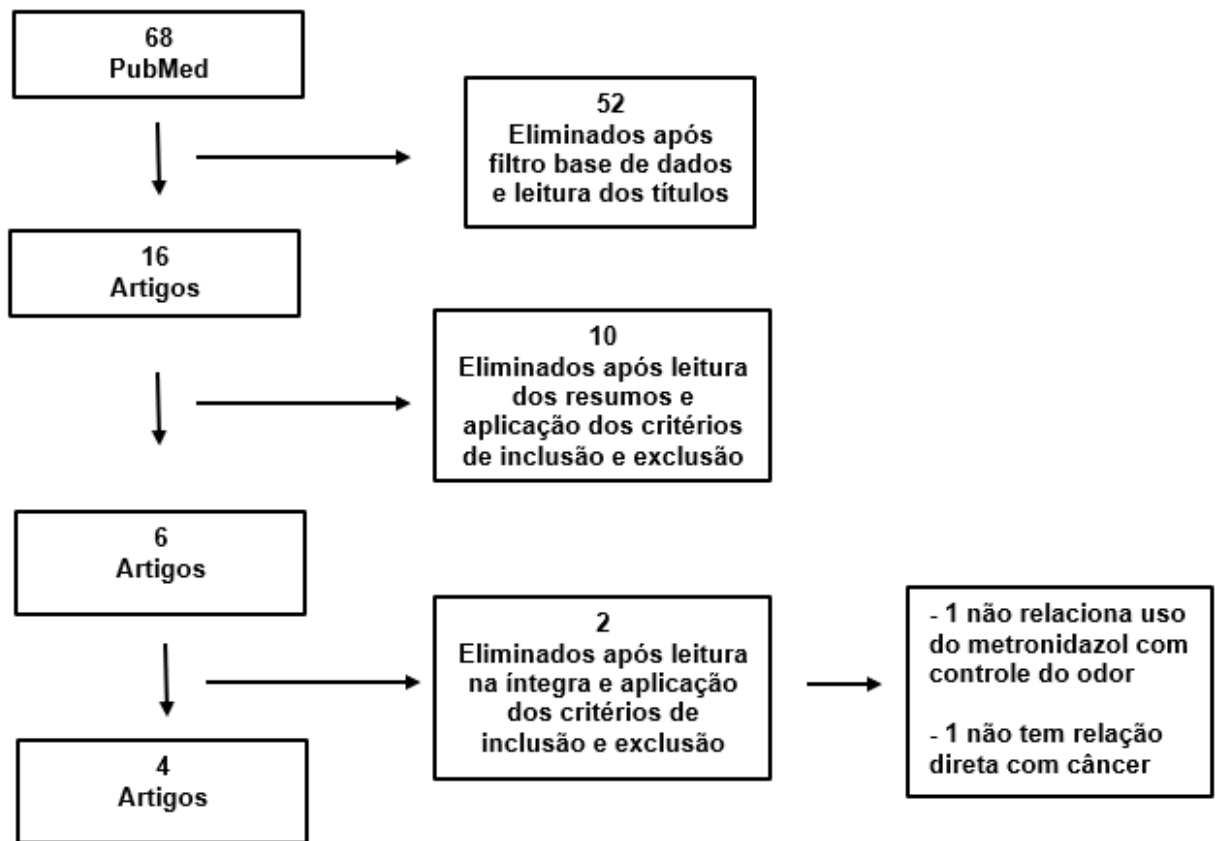 68
PubMed
52
Eliminados após
filtro base de dados
e leitura dos títulos
16
Artigos
10
Eliminados após leitura
dos resumos e
aplicação dos critérios
de inclusão e exclusão
6
Artigos
2
Eliminados após leitura
na íntegra e aplicação
dos critérios de
inclusão e exclusão
- 1 não relaciona uso
do metronidazol com
controle do odor
- 1 não tem relação
direta com câncer
4
Artigos